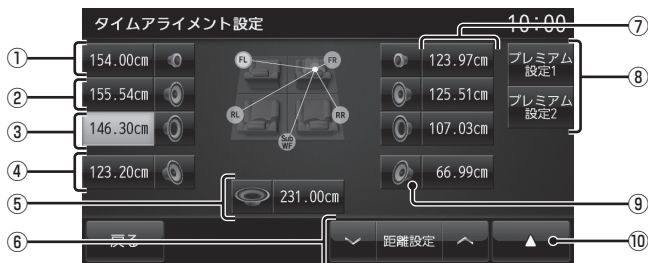 タイムアライメント設定
10:00
⑦
① 154.00cm
FL
FR
123.97cm
プレミアム
設定1
⑧
② 155.54cm
125.51cm
プレミアム
設定2
③ 146.30cm
RL
RR
107.03cm
Sub
WF
④ 123.20cm
66.99cm
⑤ 231.00cm
⑨
⑥ 戻る
距離設定
⑩